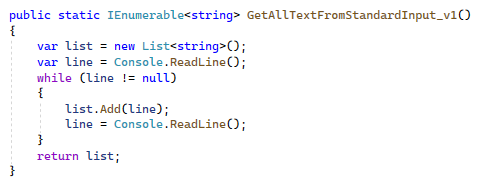 public static IEnumerable<string> GetAllTextFromStandardInput_v1()
{
    var list = new List<string>();
    var line = Console.ReadLine();
    while (line != null)
    {
        list.Add(line);
        line = Console.ReadLine();
    }
    return list;
}